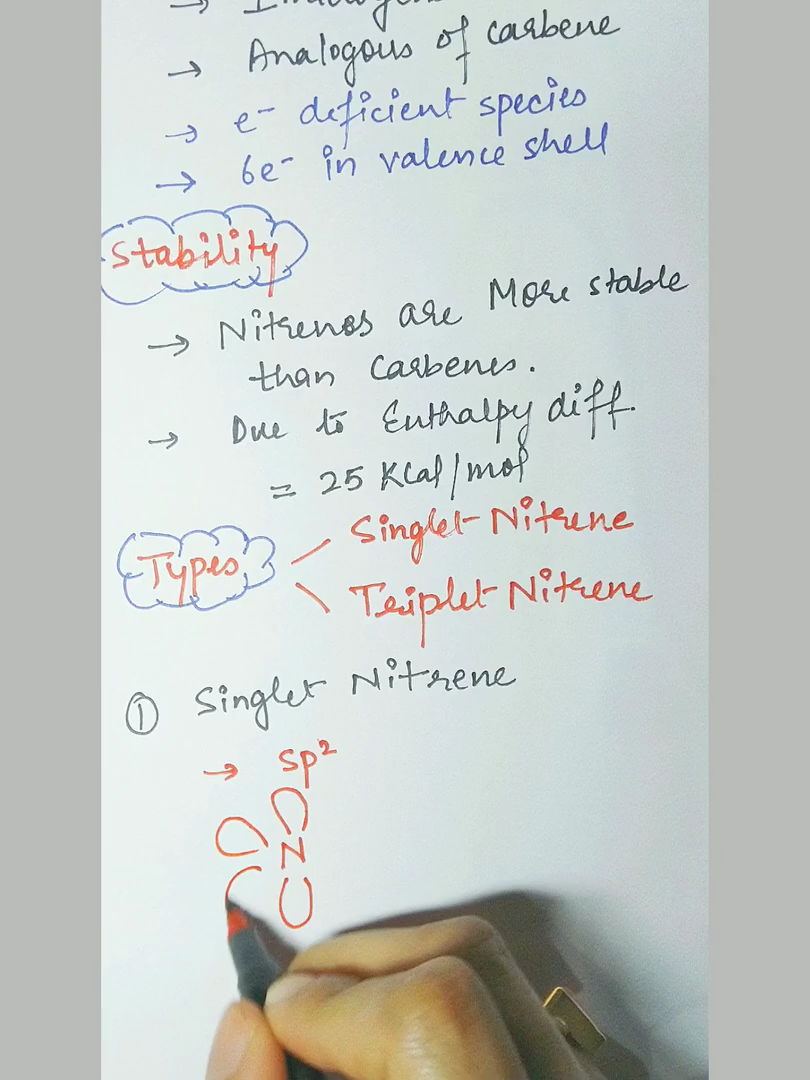 →
→ Analogous of carbene
→ e⁻ deficient species
→ 6e⁻ in valence shell
Stability
→ Nitrenes are More stable
than Carbenes.
→ Due to Enthalpy diff.
= 25 Kcal/mol
Types
Singlet Nitrene
Triplet Nitrene
① Singlet Nitrene
→ Sp²
N